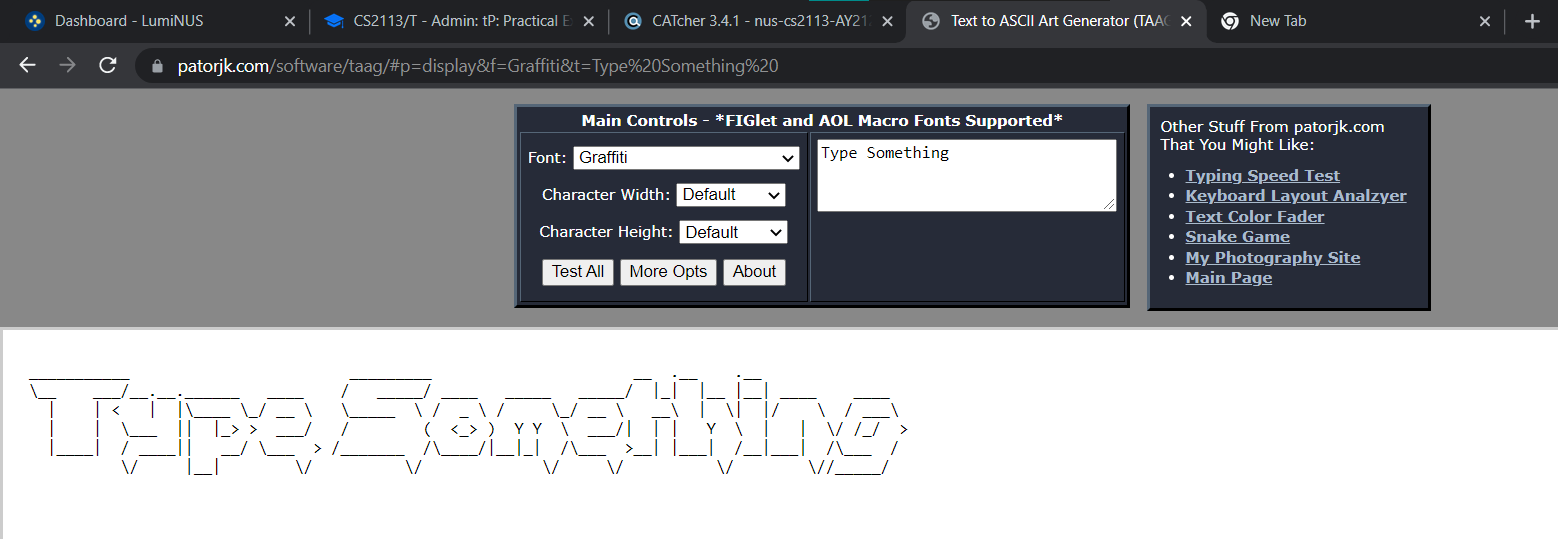 Dashboard - LumiNUS
CS2113/T - Admin: tP: Practical E
CATcher 3.4.1 - nus-cs2113-AY21
Text to ASCII Art Generator (TAAG
New Tab
patorjk.com/software/taag/#p=display&f=Graffiti&t=Type%20Something%20
Main Controls - *FIGlet and AOL Macro Fonts Supported*
Font: Graffiti
Character Width: Default
Character Height: Default
Test All More Opts About
Type Something
Other Stuff From patorjk.com
That You Might Like:
Typing Speed Test
Keyboard Layout Analzyer
Text Color Fader
Snake Game
My Photography Site
Main Page
Type Something